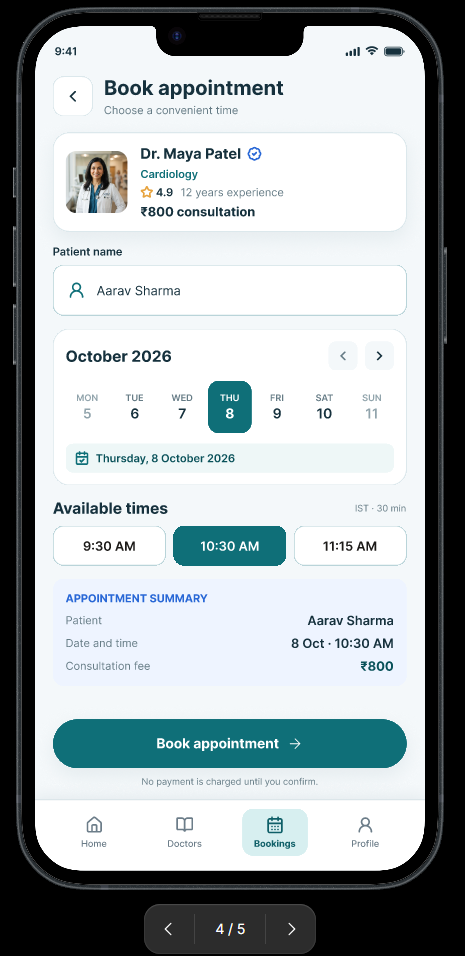 9:41
Book appointment
Choose a convenient time
Dr. Maya Patel
Cardiology
4.9 12 years experience
₹800 consultation
Patient name
Aarav Sharma
October 2026
MON TUE WED THU FRI SAT SUN
5 6 7 8 9 10 11
Thursday, 8 October 2026
Available times IST · 30 min
9:30 AM 10:30 AM 11:15 AM
APPOINTMENT SUMMARY
Patient Aarav Sharma
Date and time 8 Oct · 10:30 AM
Consultation fee ₹800
Book appointment
No payment is charged until you confirm.
Home Doctors Bookings Profile
4 / 5